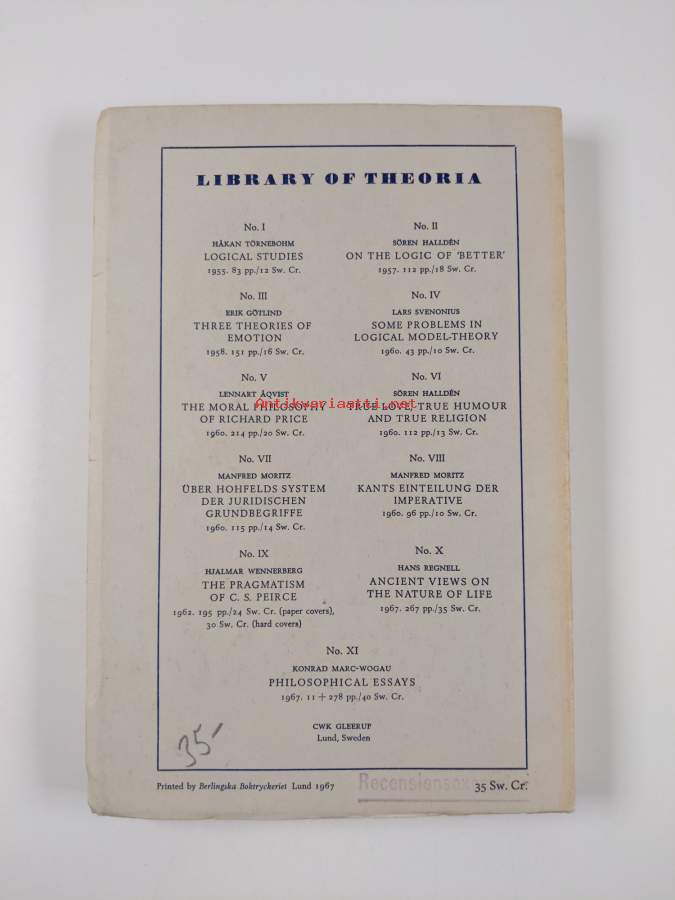 LIBRARY OF THEORIA
No. I
HÅKAN TÖRNEBOHM
LOGICAL STUDIES
1955. 83 pp./12 Sw. Cr.
No. II
SÖREN HALLDÉN
ON THE LOGIC OF 'BETTER'
1957. 112 pp./18 Sw. Cr.
No. III
ERIK GÖTLIND
THREE THEORIES OF
EMOTION
1958. 151 pp./16 Sw. Cr.
No. IV
LARS SVENONIUS
SOME PROBLEMS IN
LOGICAL MODEL-THEORY
1960. 43 pp./10 Sw. Cr.
No. V
LENNART ÅQVIST
THE MORAL PHILOSOPHY
OF RICHARD PRICE
1960. 214 pp./20 Sw. Cr.
No. VI
SÖREN HALLDÉN
TRUE LOVE, TRUE HUMOUR
AND TRUE RELIGION
1960. 112 pp./13 Sw. Cr.
Antikvariaatti.net
No. VII
MANFRED MORITZ
ÜBER HOHFELDS SYSTEM
DER JURIDISCHEN
GRUNDBEGRIFFE
1960. 115 pp./14 Sw. Cr.
No. VIII
MANFRED MORITZ
KANTS EINTEILUNG DER
IMPERATIVE
1960. 96 pp./10 Sw. Cr.
No. IX
HJALMAR WENNERBERG
THE PRAGMATISM
OF C. S. PEIRCE
1962. 195 pp./24 Sw. Cr. (paper covers),
30 Sw. Cr. (hard covers)
No. X
HANS REGNELL
ANCIENT VIEWS ON
THE NATURE OF LIFE
1967. 267 pp./35 Sw. Cr.
No. XI
KONRAD MARC-WOGAU
PHILOSOPHICAL ESSAYS
1967. 11 + 278 pp./40 Sw. Cr.
CWK GLEERUP
Lund, Sweden
35
Printed by Berlingska Boktryckeriet Lund 1967
35 Sw. Cr.